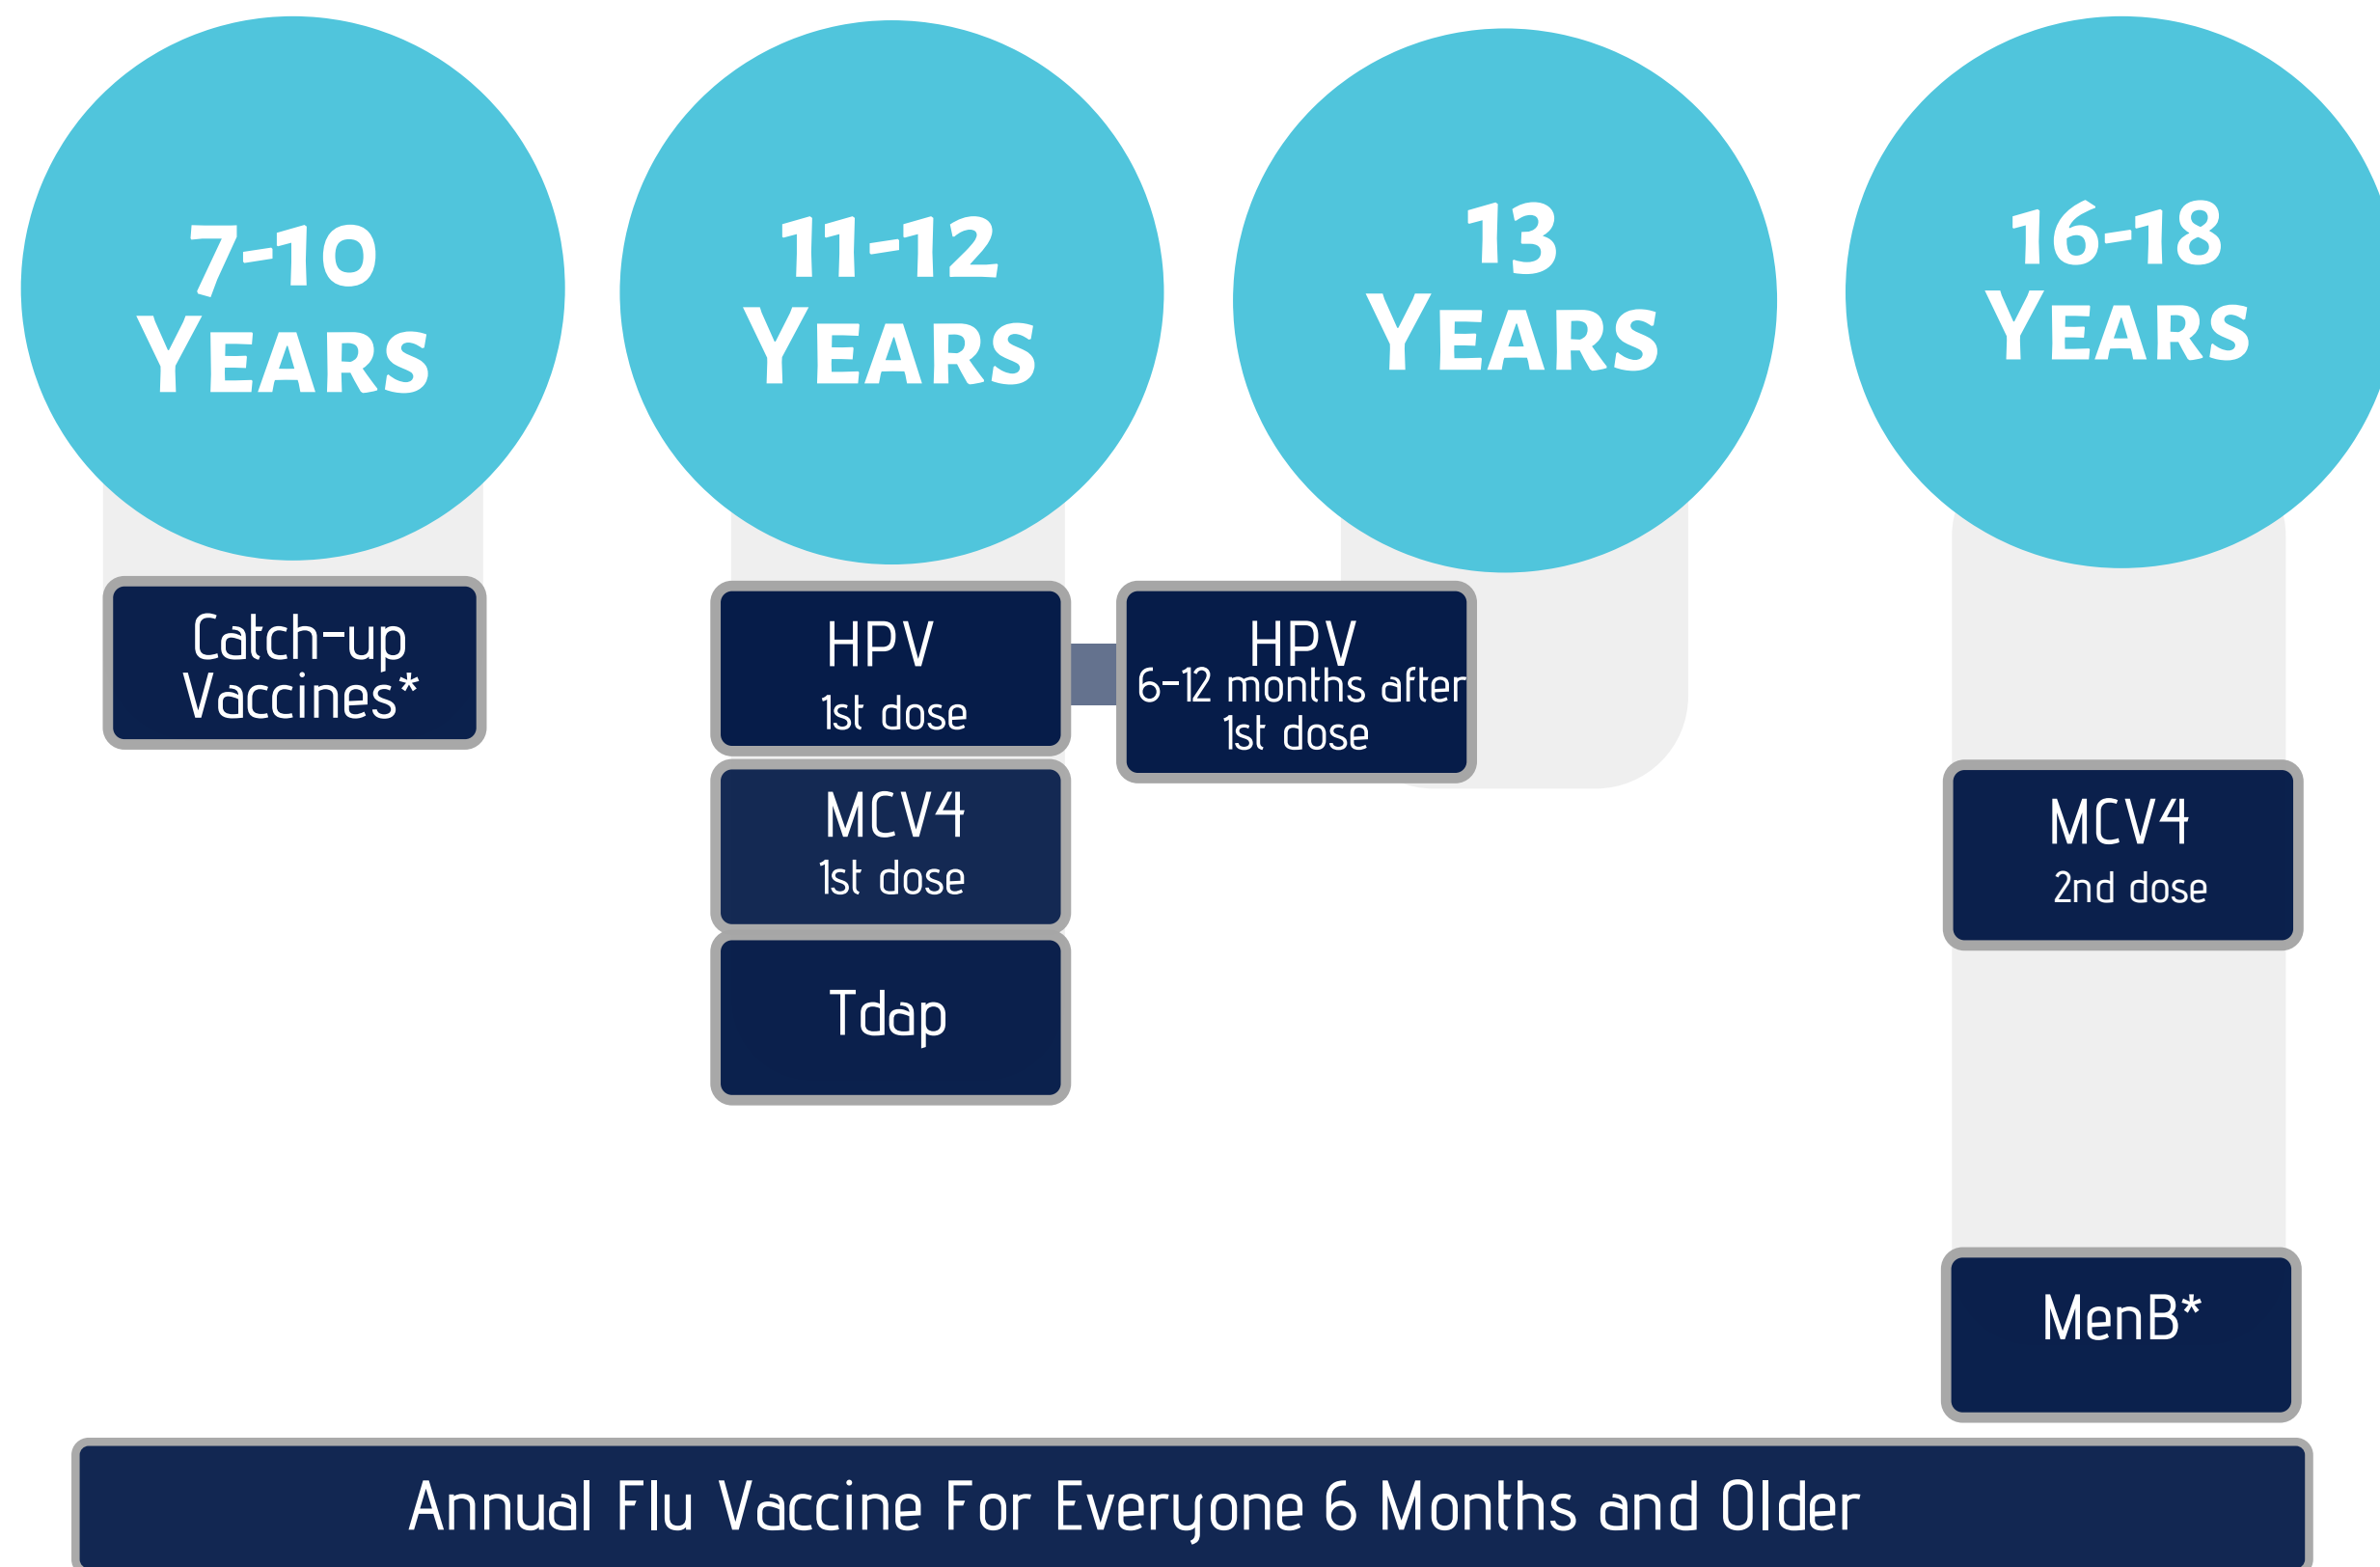 7-10
Years
11-12
Years
13
Years
16-18
Years
Catch-up
Vaccines*
HPV
1st dose
HPV
6-12 months after
1st dose
MCV4
1st dose
MCV4
2nd dose
Tdap
MenB*
Annual Flu Vaccine For Everyone 6 Months and Older